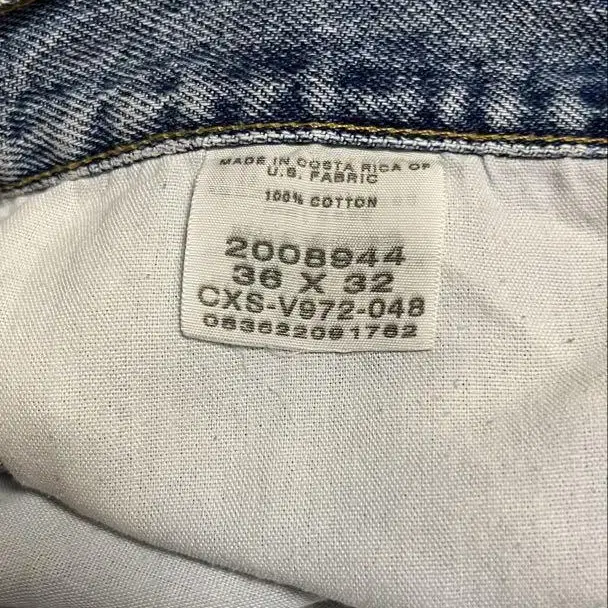 MADE IN COSTA RICA OF
U.S. FABRIC
100% COTTON
2008944
36 X 32
CXS-V972-048
083622091762